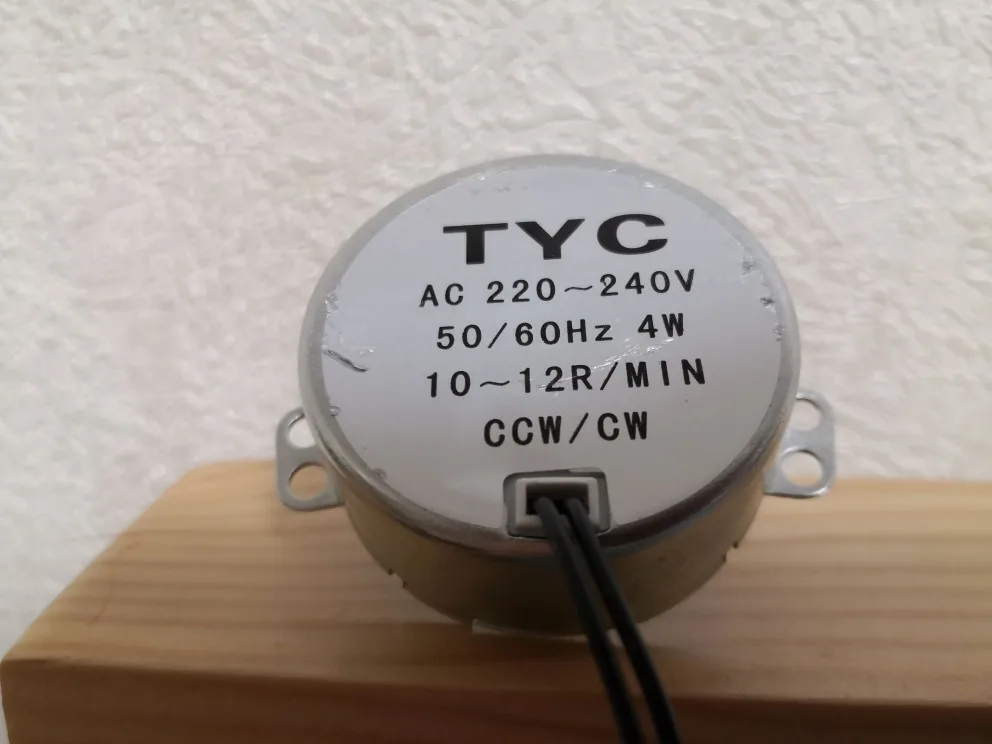 TYC
AC 220～240V
50/60Hz 4W
10～12R/MIN
CCW/CW